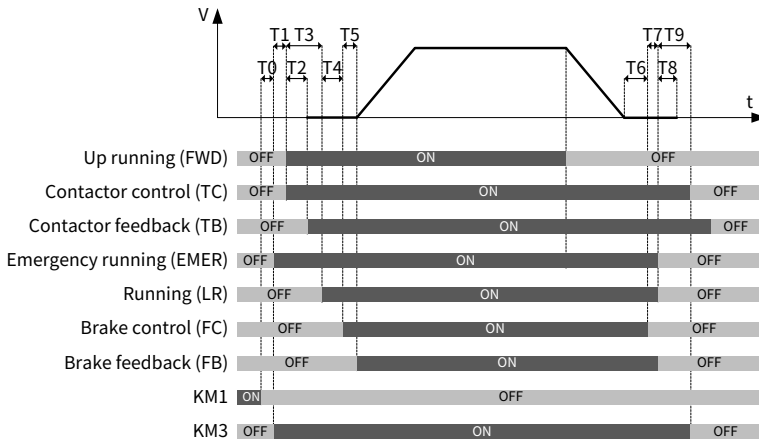 V
T1 T3 T5 T7 T9
T0 T2 T4 T6 T8
t
Up running (FWD) OFF ON OFF
Contactor control (TC) OFF ON OFF
Contactor feedback (TB) OFF ON OFF
Emergency running (EMER) OFF ON OFF
Running (LR) OFF ON OFF
Brake control (FC) OFF ON OFF
Brake feedback (FB) OFF ON OFF
KM1 ON OFF
KM3 OFF ON OFF